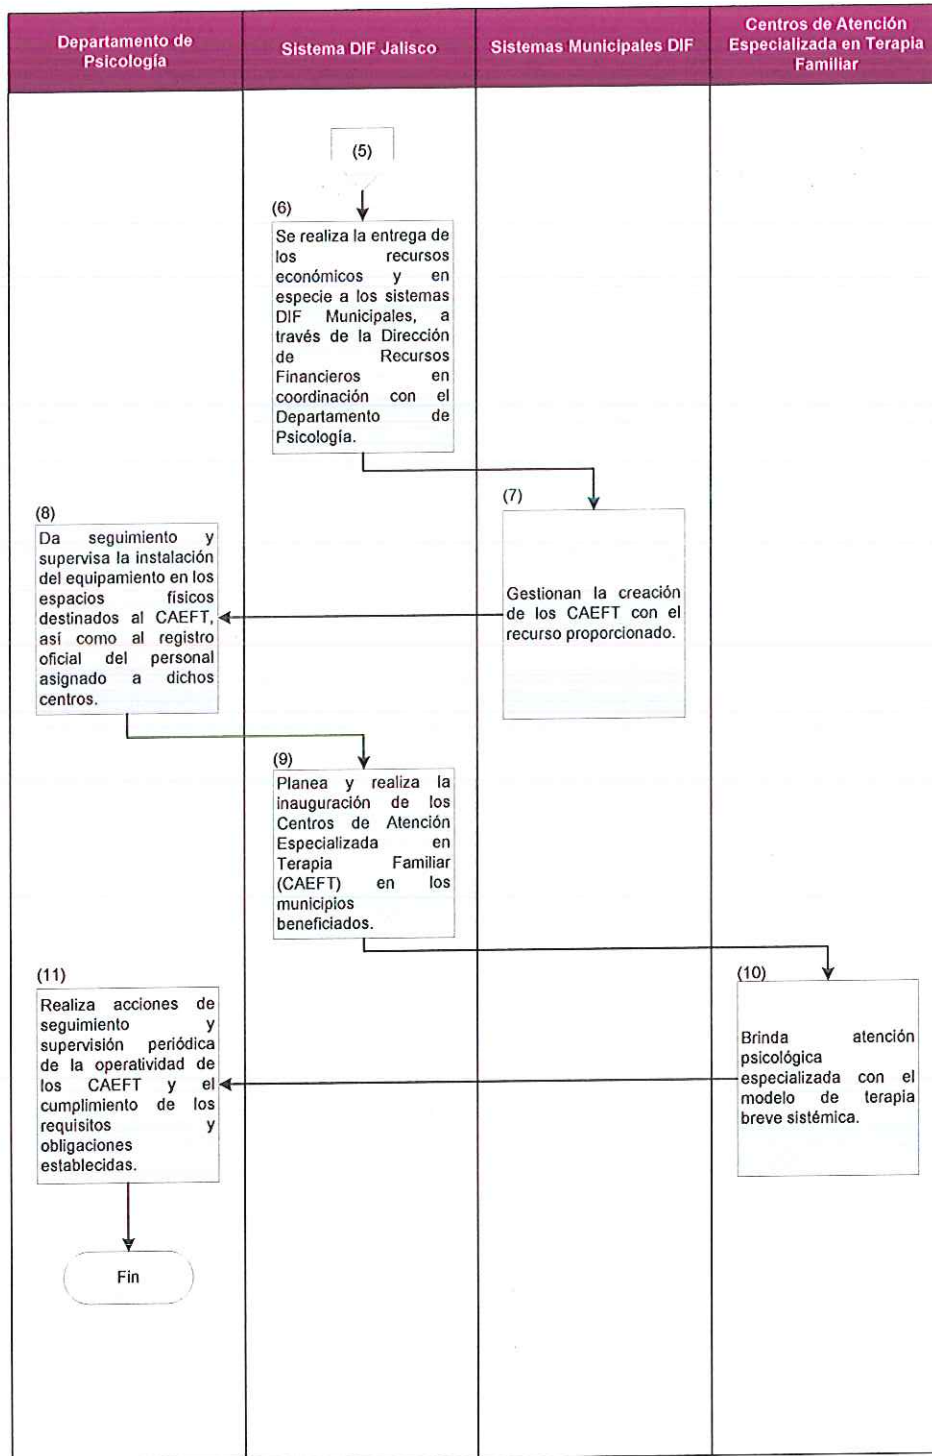 Departamento de
Psicología
Sistema DIF Jalisco
Sistemas Municipales DIF
Centros de Atención
Especializada en Terapia
Familiar
(5)
(6)
Se realiza la entrega de
los recursos
económicos y en
especie a los sistemas
DIF Municipales, a
través de la Dirección
de Recursos
Financieros en
coordinación con el
Departamento de
Psicología.
(7)
Gestionan la creación
de los CAEFT con el
recurso proporcionado.
(8)
Da seguimiento y
supervisa la instalación
del equipamiento en los
espacios físicos
destinados al CAEFT,
así como al registro
oficial del personal
asignado a dichos
centros.
(9)
Planea y realiza la
inauguración de los
Centros de Atención
Especializada en
Terapia Familiar
(CAEFT) en los
municipios
beneficiados.
(10)
Brinda atención
psicológica
especializada con el
modelo de terapia
breve sistémica.
(11)
Realiza acciones de
seguimiento y
supervisión periódica
de la operatividad de
los CAEFT y el
cumplimiento de los
requisitos y
obligaciones
establecidas.
Fin